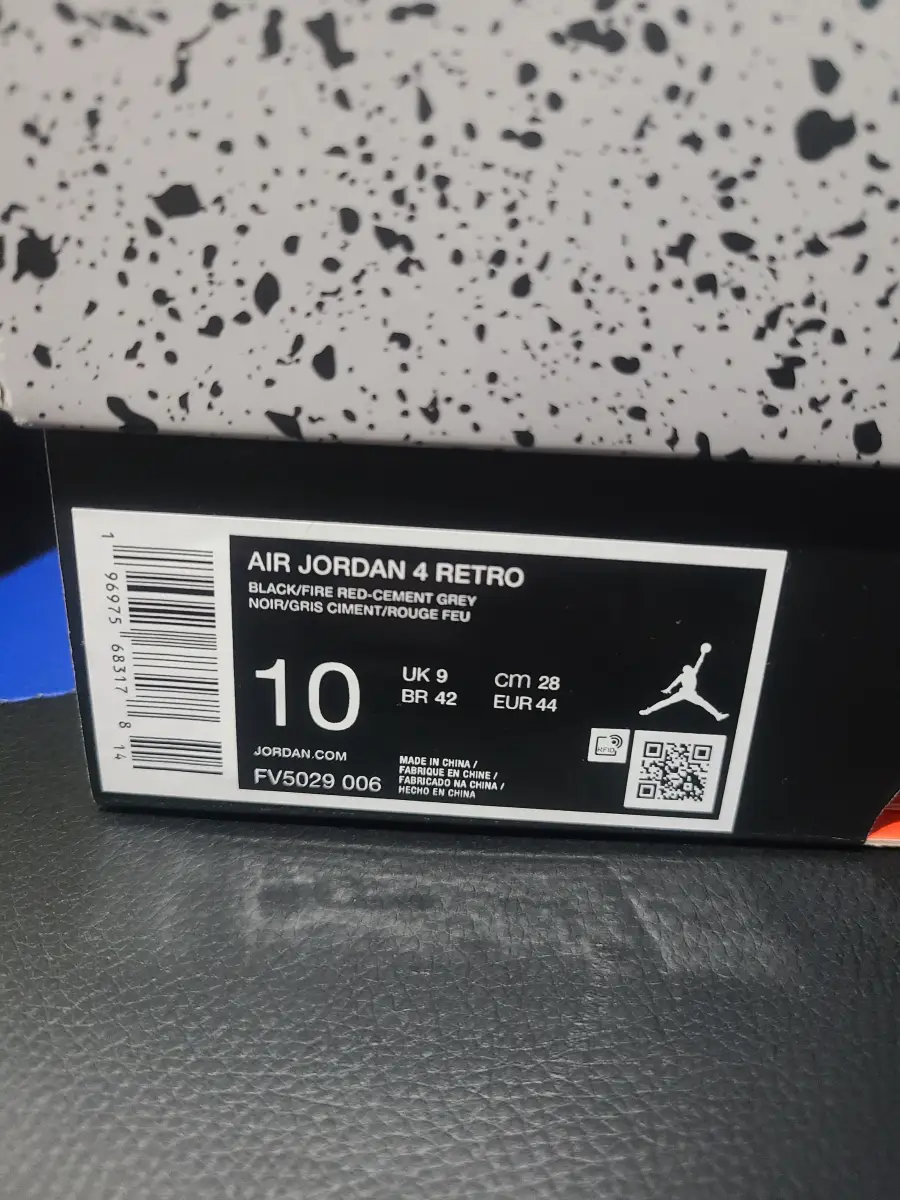 AIR JORDAN 4 RETRO
BLACK/FIRE RED-CEMENT GREY
NOIR/GRIS CIMENT/ROUGE FEU
10
UK 9
BR 42
cm 28
EUR 44
JORDAN.COM
FV5029 006
MADE IN CHINA /
FABRIQUE EN CHINE /
FABRICADO NA CHINA /
HECHO EN CHINA
RFID
1 96975 68317 8 14